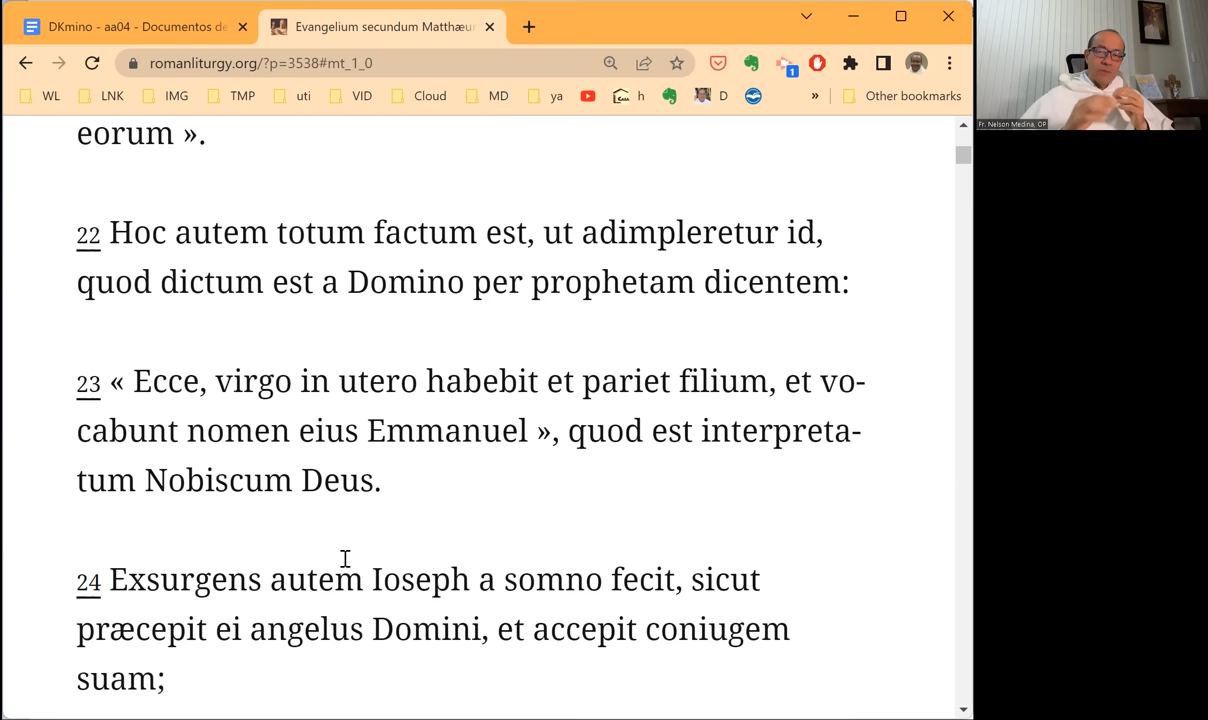 DKmino - aa04 - Documentos de
Evangelium secundum Matthæum
romanliturgy.org/?p=3538#mt_1_0
1
WL LNK IMG TMP uti VID Cloud MD ya h D » Other bookmarks
eorum ».
22 Hoc autem totum factum est, ut adimpleretur id,
quod dictum est a Domino per prophetam dicentem:
23 « Ecce, virgo in utero habebit et pariet filium, et vo-
cabunt nomen eius Emmanuel », quod est interpreta-
tum Nobiscum Deus.
24 Exsurgens autem Ioseph a somno fecit, sicut
præcepit ei angelus Domini, et accepit coniugem
suam;
Fr. Nelson Medina, OP